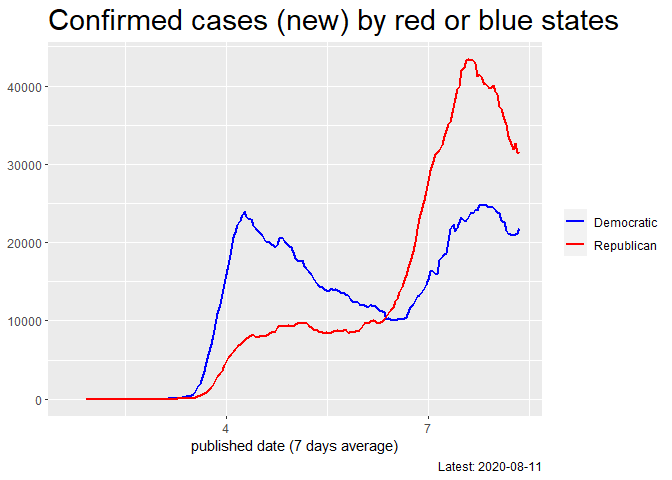 Confirmed cases (new) by red or blue states
40000
30000
20000
10000
0
4
7
published date (7 days average)
Democratic
Republican
Latest: 2020-08-11